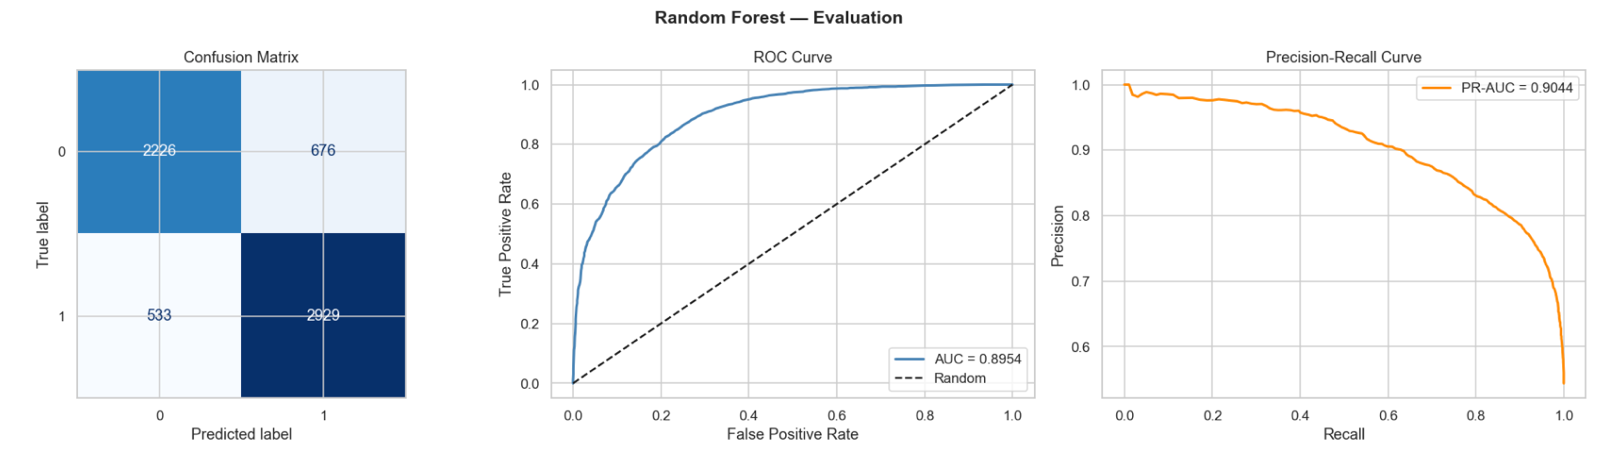 Random Forest — Evaluation
Confusion Matrix
True label
0
1
2226
676
533
2929
0
1
Predicted label
ROC Curve
True Positive Rate
1.0
0.8
0.6
0.4
0.2
0.0
AUC = 0.8954
Random
0.0
0.2
0.4
0.6
0.8
1.0
False Positive Rate
Precision-Recall Curve
Precision
1.0
0.9
0.8
0.7
0.6
PR-AUC = 0.9044
0.0
0.2
0.4
0.6
0.8
1.0
Recall